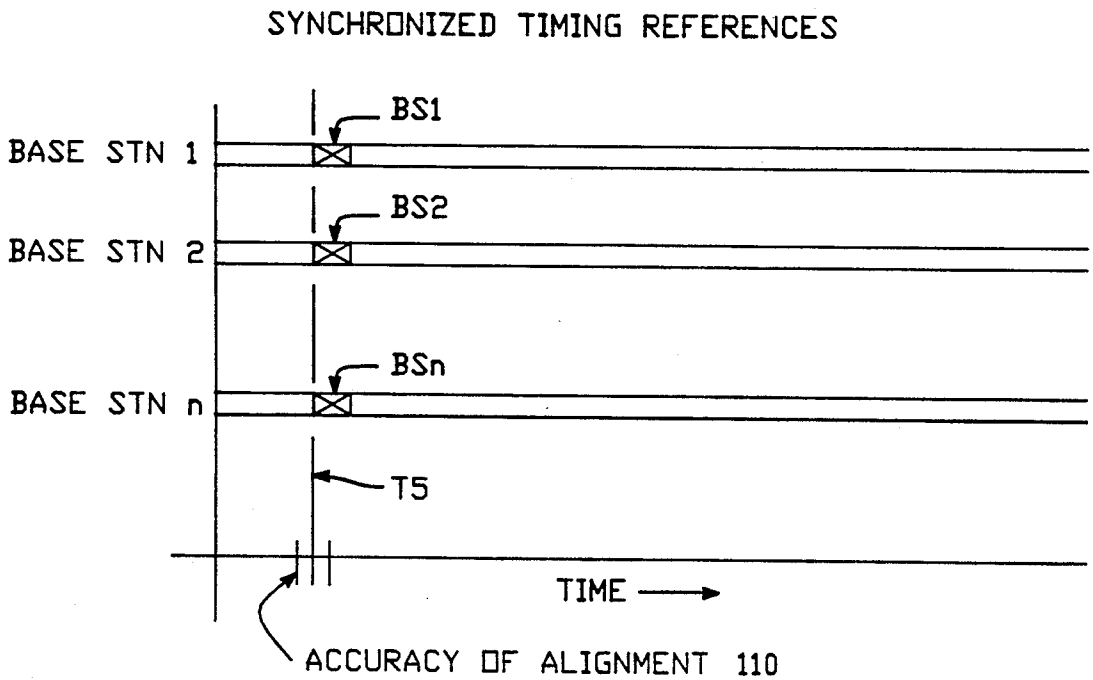 SYNCHRONIZED TIMING REFERENCES
BS1
BASE STN 1
BS2
BASE STN 2
BSn
BASE STN n
T5
TIME
ACCURACY OF ALIGNMENT 110